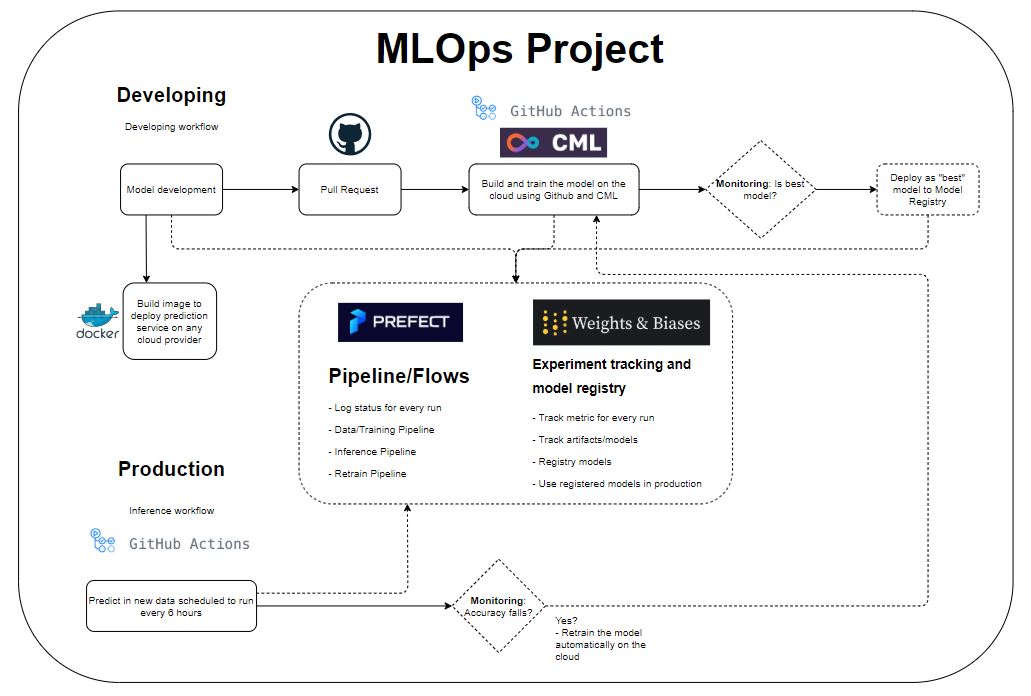 MLOps Project
Developing
Developing workflow
GitHub Actions
CML
Model development
Pull Request
Build and train the model on the
cloud using Github and CML
Monitoring: Is best
model?
Deploy as "best"
model to Model
Registry
docker
Build image to
deploy prediction
service on any
cloud provider
PREFECT
Pipeline/Flows
- Log status for every run
- Data/Training Pipeline
- Inference Pipeline
- Retrain Pipeline
Weights & Biases
Experiment tracking and
model registry
- Track metric for every run
- Track artifacts/models
- Registry models
- Use registered models in production
Production
Inference workflow
GitHub Actions
Predict in new data scheduled to run
every 6 hours
Monitoring:
Accuracy falls?
Yes?
- Retrain the model
automatically on the
cloud